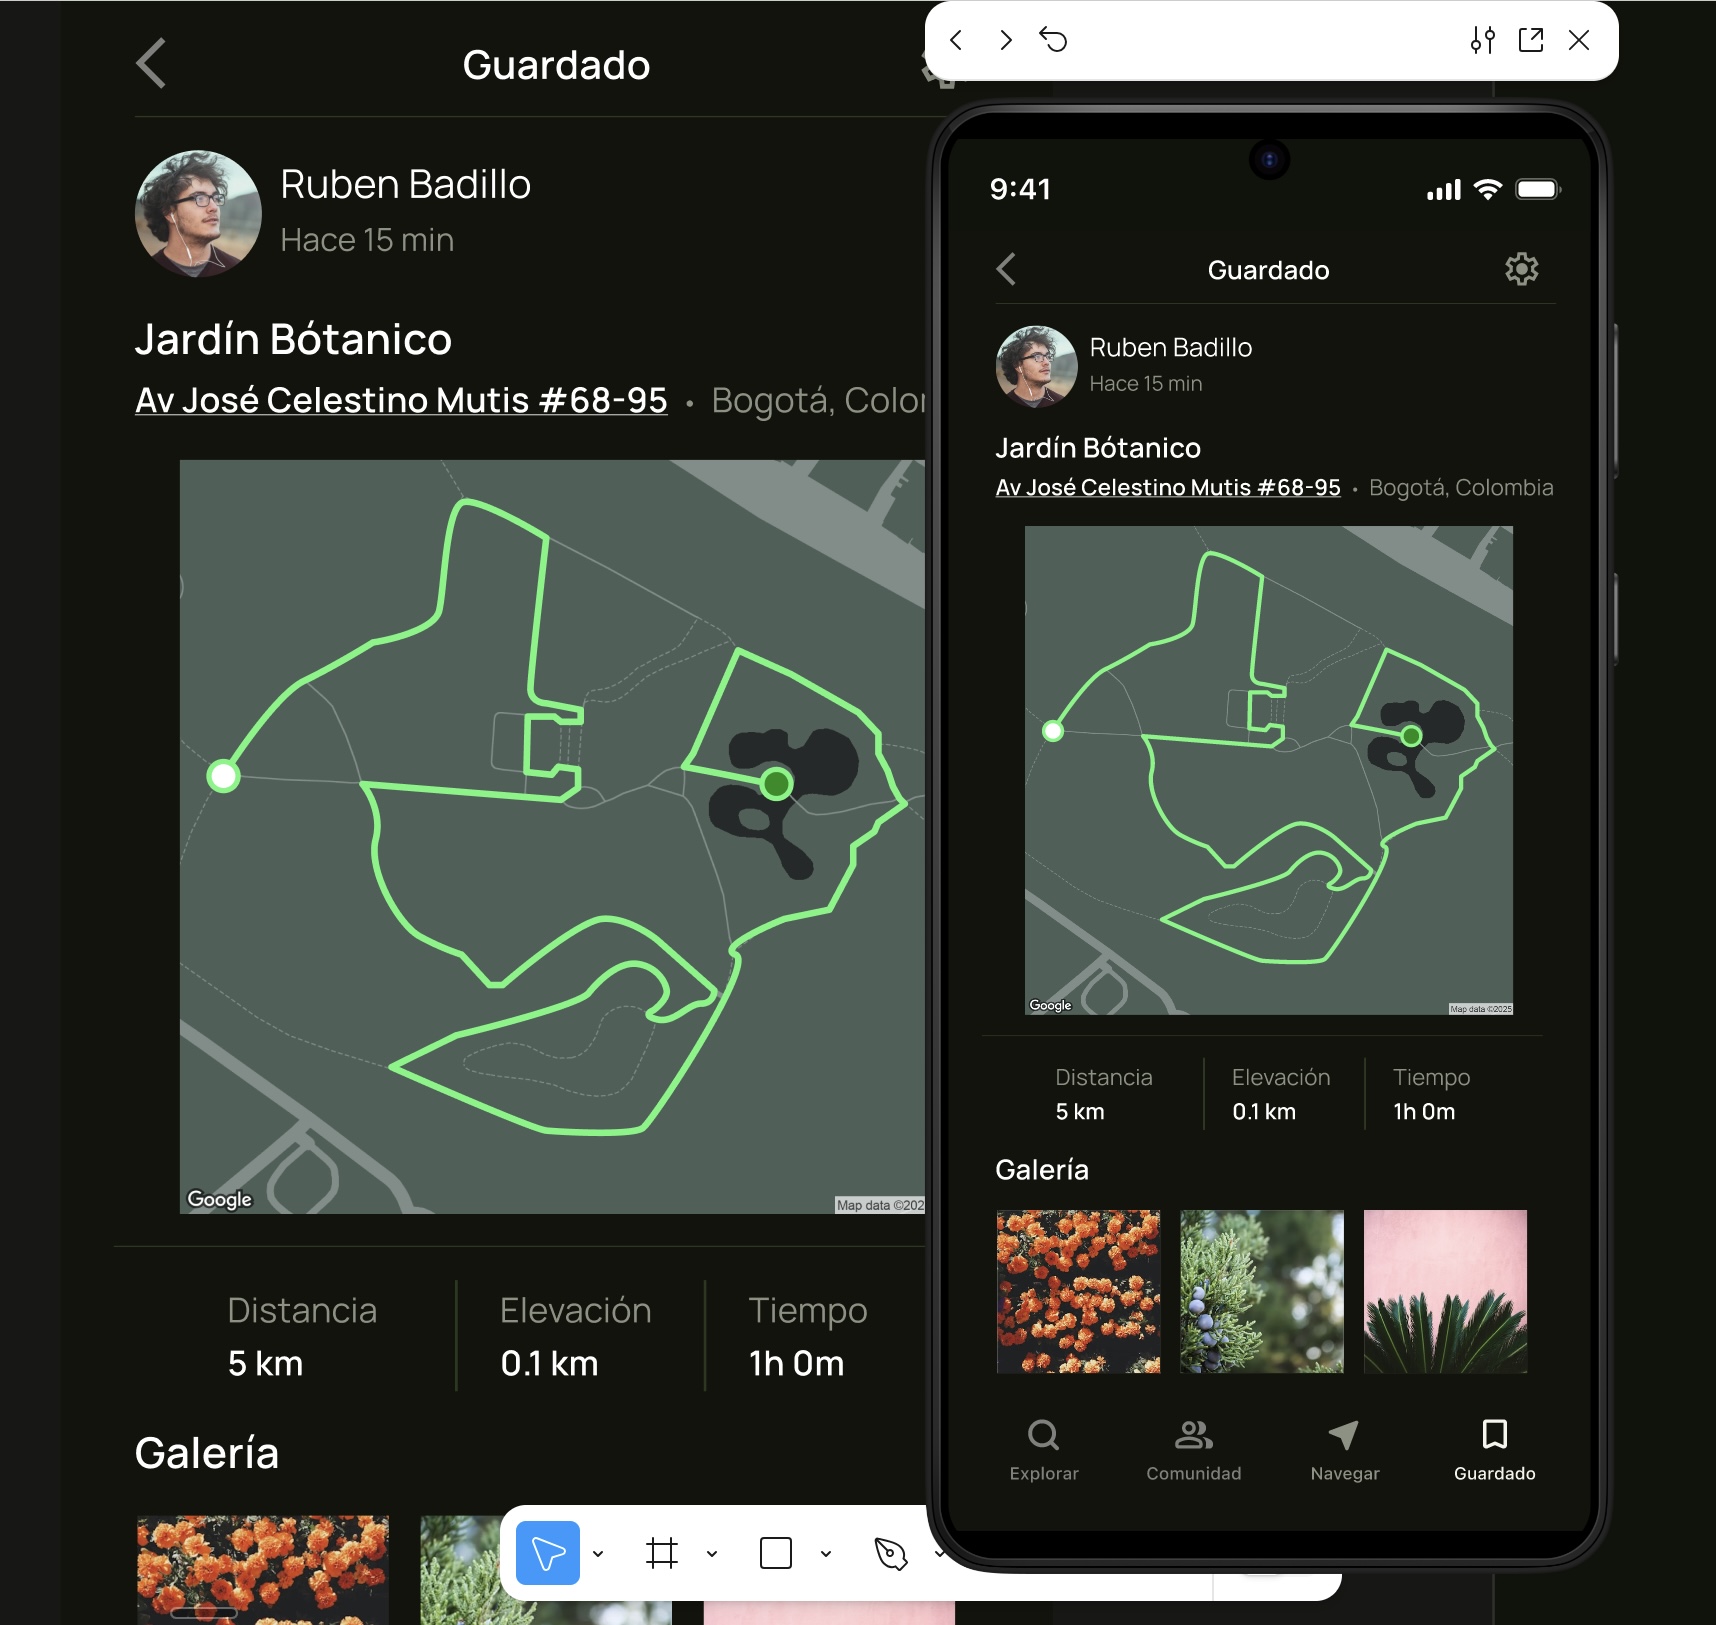 Guardado
Ruben Badillo
Hace 15 min
Jardín Bótanico
Av José Celestino Mutis #68-95 • Bogotá, Color
Google
Map data ©202
Distancia
5 km
Elevación
0.1 km
Tiempo
1h 0m
Galería
9:41
Guardado
Ruben Badillo
Hace 15 min
Jardín Bótanico
Av José Celestino Mutis #68-95 • Bogotá, Colombia
Google
Map data ©2025
Distancia
5 km
Elevación
0.1 km
Tiempo
1h 0m
Galería
Explorar
Comunidad
Navegar
Guardado